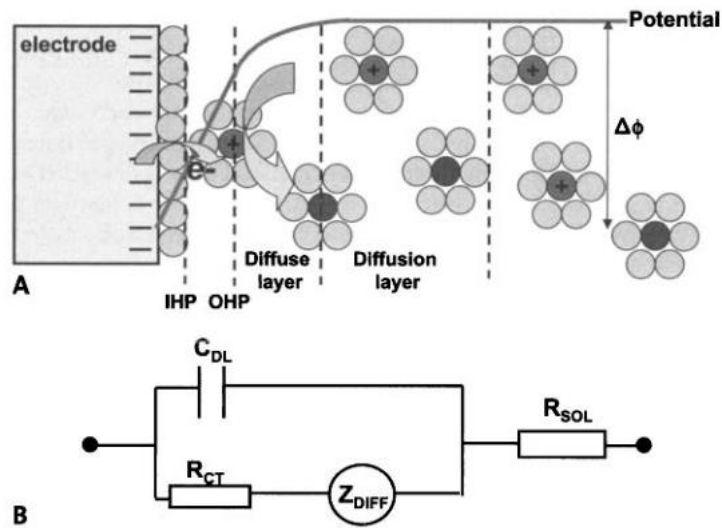 electrode
Potential
Δϕ
+
+
+
+
e-
Diffuse
layer
Diffusion
layer
A
IHP OHP
C_DL
R_SOL
R_CT
Z_DIFF
B